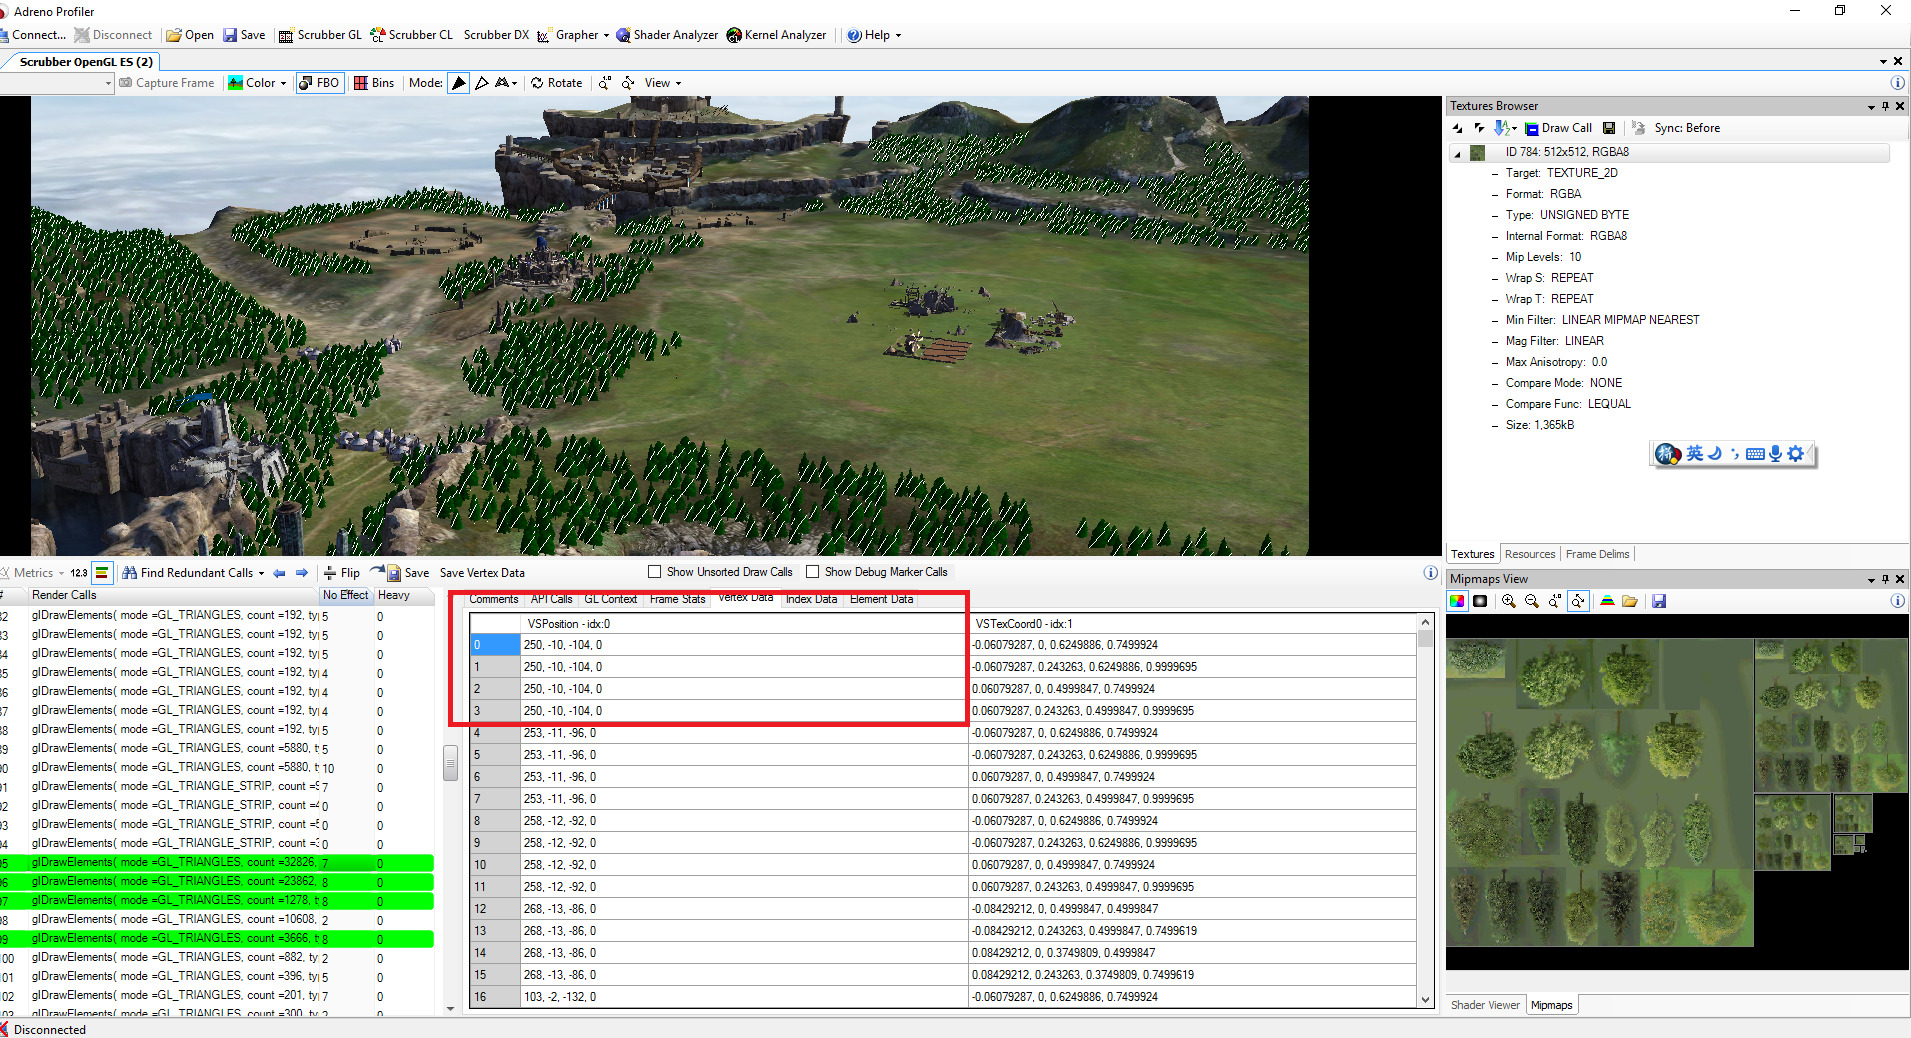 Adreno Profiler
Connect... Disconnect Open Save Scrubber GL Scrubber CL Scrubber DX Grapher Shader Analyzer Kernel Analyzer Help
Scrubber OpenGL ES (2)
Capture Frame Color FBO Bins Mode: Rotate View
Textures Browser
Draw Call Sync: Before
ID 784: 512x512, RGBA8
Target: TEXTURE_2D
Format: RGBA
Type: UNSIGNED BYTE
Internal Format: RGBA8
Mip Levels: 10
Wrap S: REPEAT
Wrap T: REPEAT
Min Filter: LINEAR MIPMAP NEAREST
Mag Filter: LINEAR
Max Anisotropy: 0.0
Compare Mode: NONE
Compare Func: LEQUAL
Size: 1,365kB
拼 英
Textures Resources Frame Delims
Mipmaps View
Shader Viewer Mipmaps
Metrics 12.3 Find Redundant Calls Flip Save Save Vertex Data Show Unsorted Draw Calls Show Debug Marker Calls
# Render Calls No Effect Heavy
32 glDrawElements( mode =GL_TRIANGLES, count =192, ty 5 0
33 glDrawElements( mode =GL_TRIANGLES, count =192, ty 5 0
34 glDrawElements( mode =GL_TRIANGLES, count =192, ty 5 0
35 glDrawElements( mode =GL_TRIANGLES, count =192, ty 4 0
36 glDrawElements( mode =GL_TRIANGLES, count =192, ty 4 0
37 glDrawElements( mode =GL_TRIANGLES, count =192, ty 4 0
38 glDrawElements( mode =GL_TRIANGLES, count =192, ty 5 0
39 glDrawElements( mode =GL_TRIANGLES, count =5880, ty 5 0
90 glDrawElements( mode =GL_TRIANGLES, count =5880, ty 10 0
91 glDrawElements( mode =GL_TRIANGLE_STRIP, count = 7 0
92 glDrawElements( mode =GL_TRIANGLE_STRIP, count =4 0 0
93 glDrawElements( mode =GL_TRIANGLE_STRIP, count = 0 0
94 glDrawElements( mode =GL_TRIANGLE_STRIP, count = 0 0
95 glDrawElements( mode =GL_TRIANGLES, count =32826, 7 0
96 glDrawElements( mode =GL_TRIANGLES, count =23862, 8 0
97 glDrawElements( mode =GL_TRIANGLES, count =1278, ty 8 0
98 glDrawElements( mode =GL_TRIANGLES, count =10608, 2 0
99 glDrawElements( mode =GL_TRIANGLES, count =3666, ty 8 0
100 glDrawElements( mode =GL_TRIANGLES, count =882, typ 2 0
101 glDrawElements( mode =GL_TRIANGLES, count =396, ty 5 0
102 glDrawElements( mode =GL_TRIANGLES, count =201, ty 7 0
103 glDrawElements( mode =GL_TRIANGLES, count =300, ty 2 0
Comments API Calls GL Context Frame Stats Vertex Data Index Data Element Data
VSPosition - idx:0 VSTexCoord0 - idx:1
0 250, -10, -104, 0 -0.06079287, 0, 0.6249886, 0.7499924
1 250, -10, -104, 0 -0.06079287, 0.243263, 0.6249886, 0.9999695
2 250, -10, -104, 0 0.06079287, 0, 0.4999847, 0.7499924
3 250, -10, -104, 0 0.06079287, 0.243263, 0.4999847, 0.9999695
4 253, -11, -96, 0 -0.06079287, 0, 0.6249886, 0.7499924
5 253, -11, -96, 0 -0.06079287, 0.243263, 0.6249886, 0.9999695
6 253, -11, -96, 0 0.06079287, 0, 0.4999847, 0.7499924
7 253, -11, -96, 0 0.06079287, 0.243263, 0.4999847, 0.9999695
8 258, -12, -92, 0 -0.06079287, 0, 0.6249886, 0.7499924
9 258, -12, -92, 0 -0.06079287, 0.243263, 0.6249886, 0.9999695
10 258, -12, -92, 0 0.06079287, 0, 0.4999847, 0.7499924
11 258, -12, -92, 0 0.06079287, 0.243263, 0.4999847, 0.9999695
12 268, -13, -86, 0 -0.08429212, 0, 0.4999847, 0.4999847
13 268, -13, -86, 0 -0.08429212, 0.243263, 0.4999847, 0.7499619
14 268, -13, -86, 0 0.08429212, 0, 0.3749809, 0.4999847
15 268, -13, -86, 0 0.08429212, 0.243263, 0.3749809, 0.7499619
16 103, -2, -132, 0 -0.06079287, 0, 0.6249886, 0.7499924
Disconnected